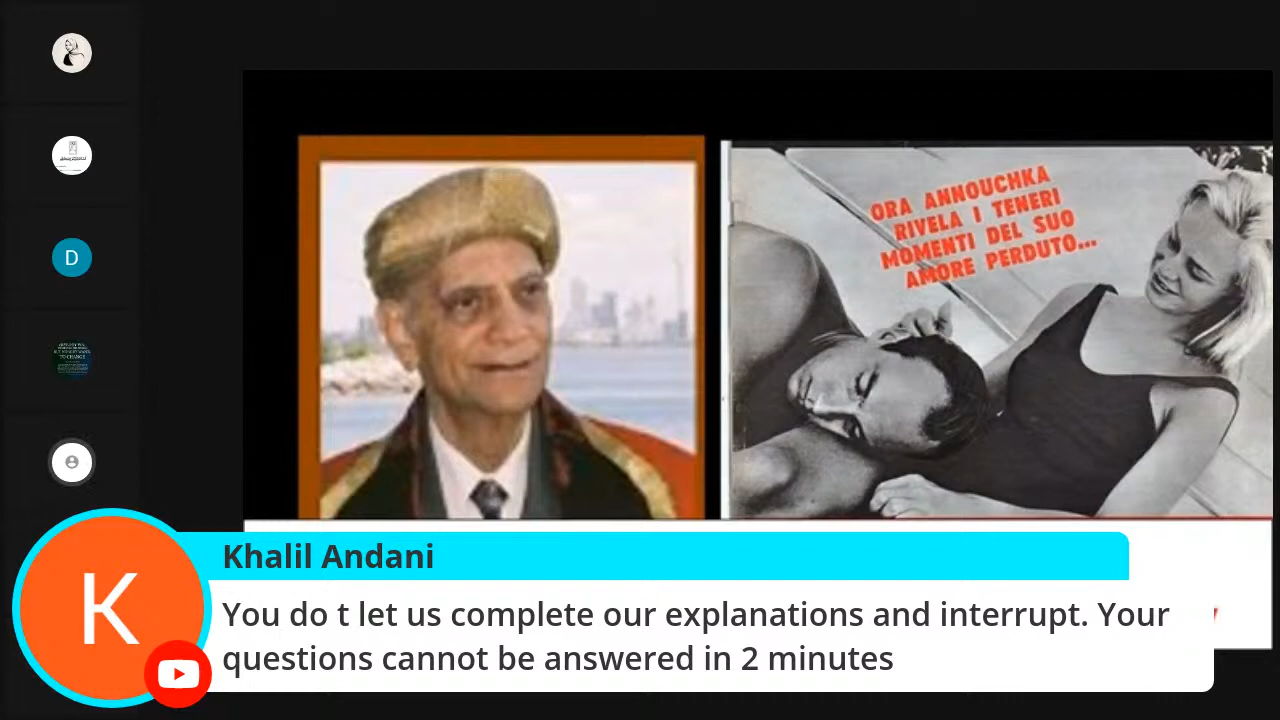 ORA ANNOUCHKA
RIVELA I TENERI
MOMENTI DEL SUO
AMORE PERDUTO...
D
K
Khalil Andani
You do t let us complete our explanations and interrupt. Your
questions cannot be answered in 2 minutes